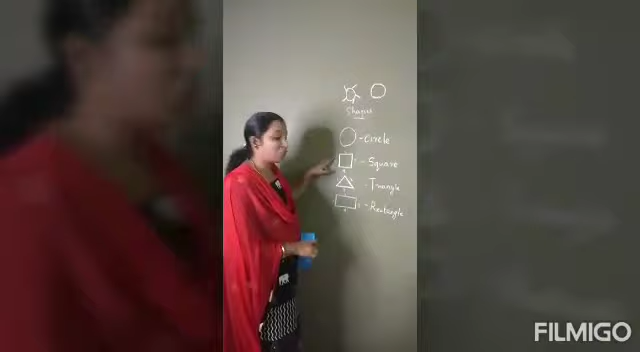 Shapes
- Circle
- Square
- Triangle
- Rectangle
FILMIGO